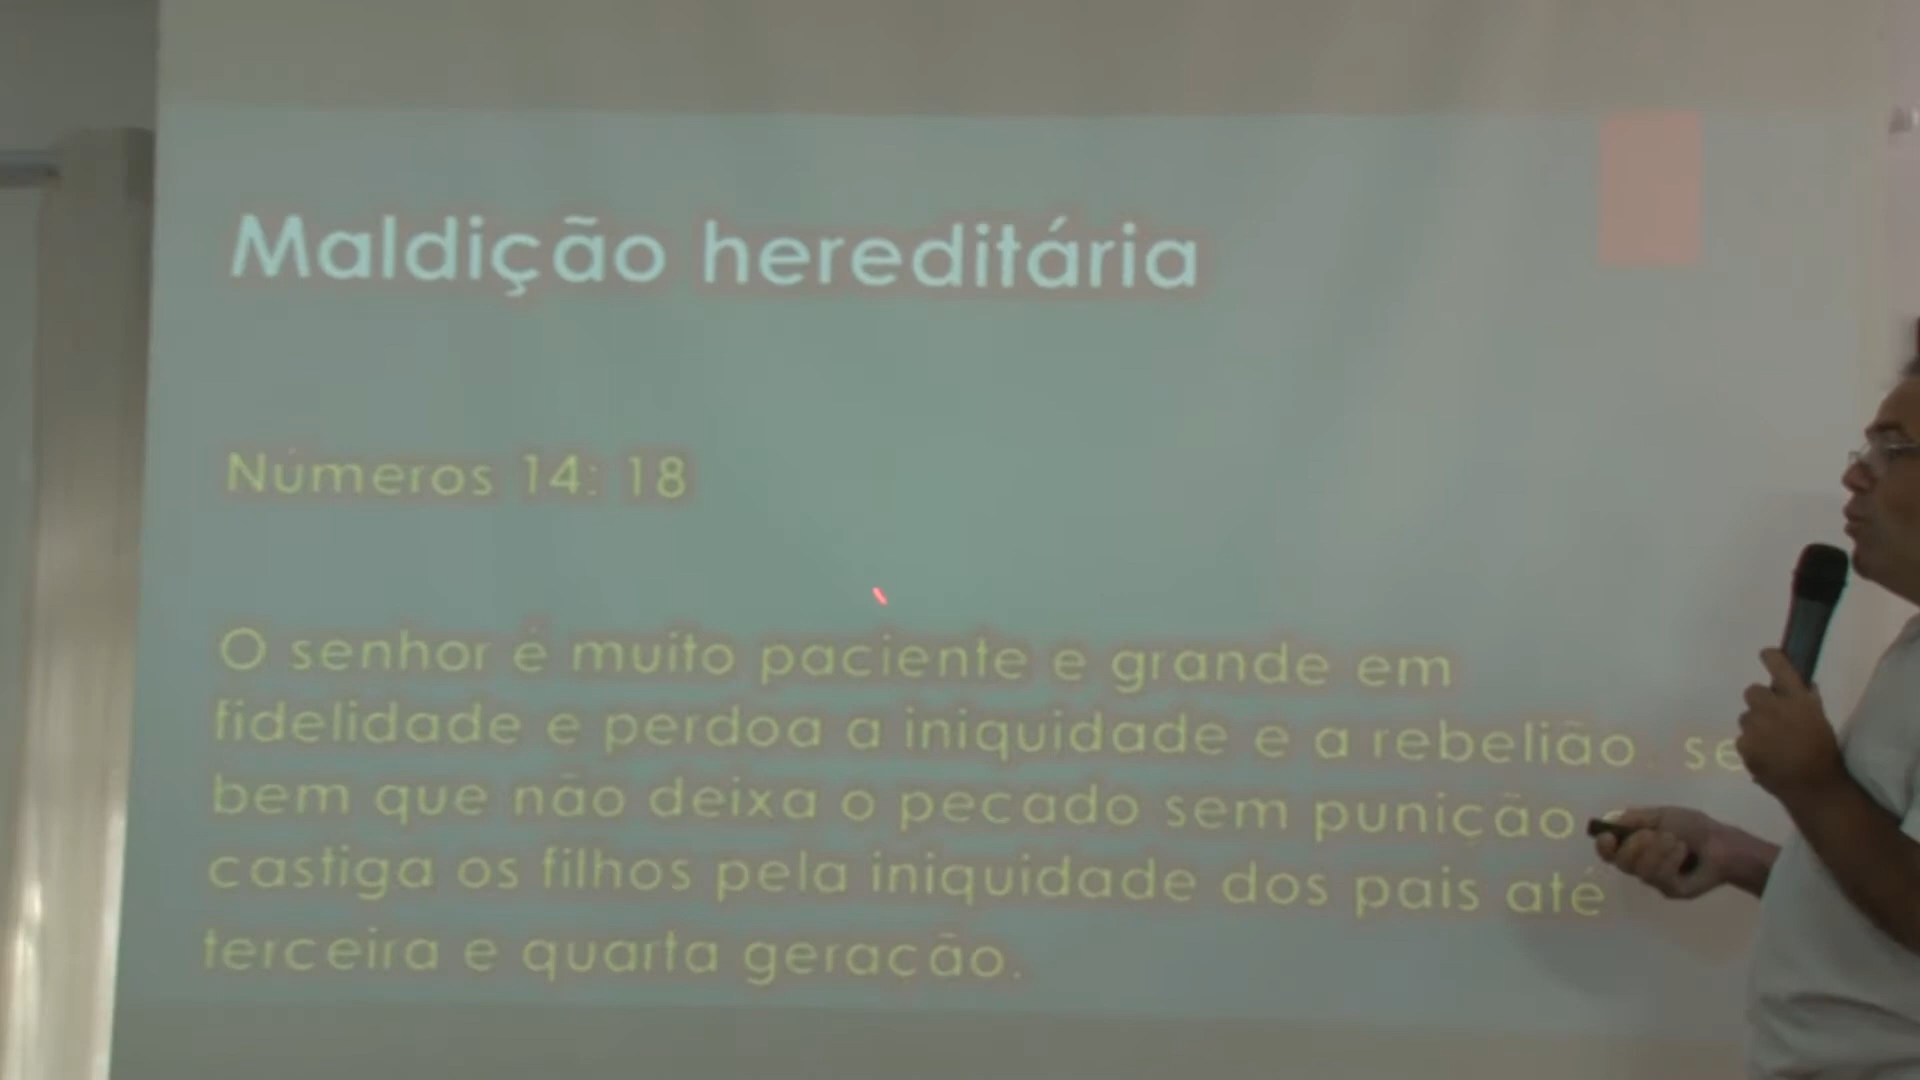 Maldição hereditária
Números 14: 18
O senhor é muito paciente e grande em
fidelidade e perdoa a iniquidade e a rebelião, se
bem que não deixa o pecado sem punição
castiga os filhos pela iniquidade dos pais até
terceira e quarta geração.